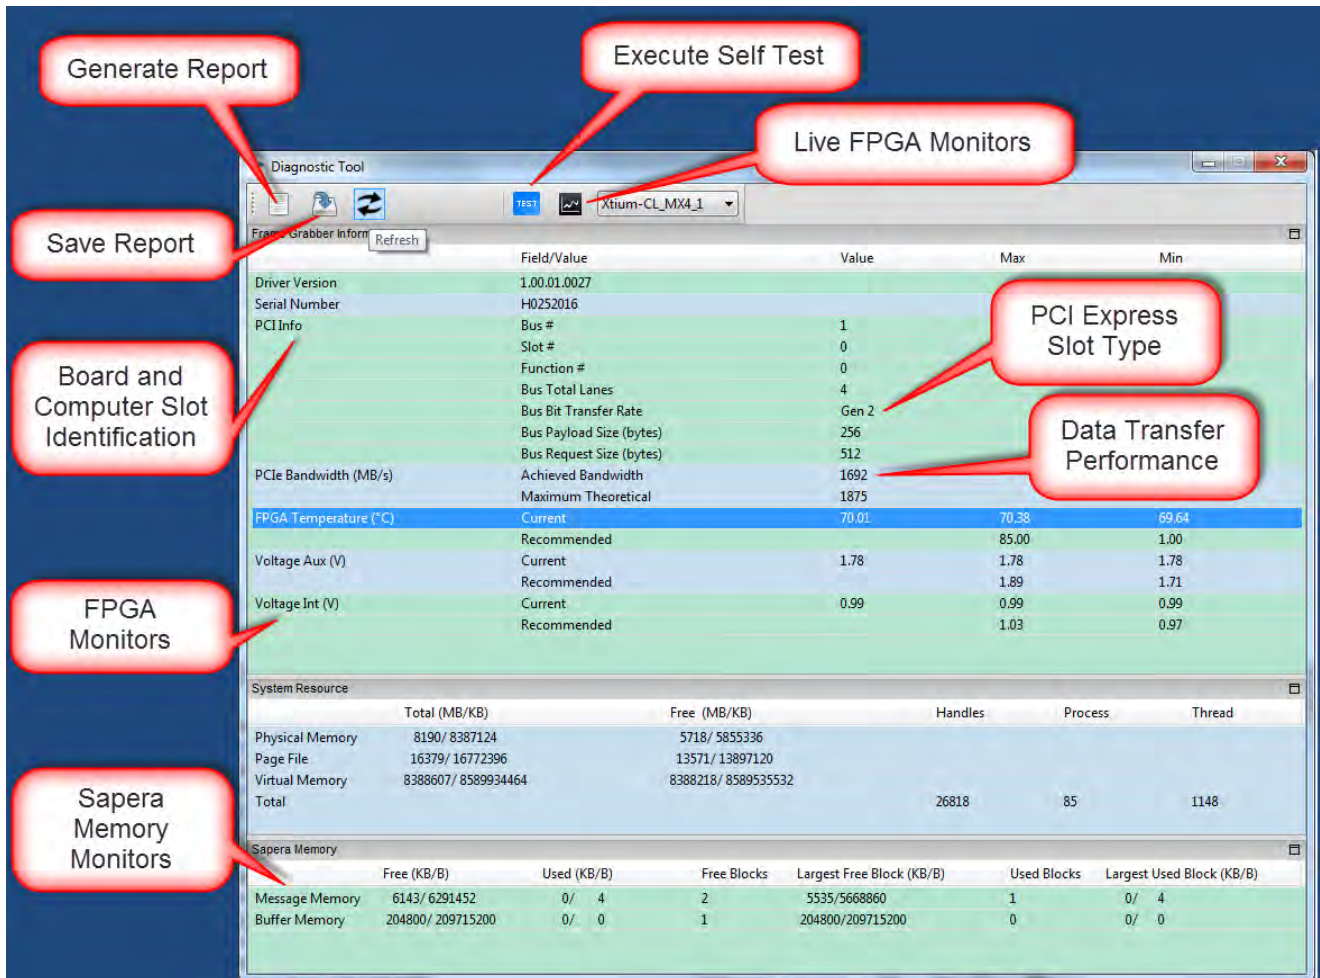 Generate Report
Execute Self Test
Live FPGA Monitors
Diagnostic Tool
TEST
Xtium-CL_MX4_1
Save Report
Refresh
Frame Grabber Inform
Field/Value Value Max Min
Driver Version 1.00.01.0027
Serial Number H0252016
PCI Info Bus # 1
Slot # 0
Function # 0
Bus Total Lanes 4
Bus Bit Transfer Rate Gen 2
Bus Payload Size (bytes) 256
Bus Request Size (bytes) 512
PCIe Bandwidth (MB/s) Achieved Bandwidth 1692
Maximum Theoretical 1875
FPGA Temperature (°C) Current 70.01 70.38 69.64
Recommended 85.00 1.00
Voltage Aux (V) Current 1.78 1.78 1.78
Recommended 1.89 1.71
Voltage Int (V) Current 0.99 0.99 0.99
Recommended 1.03 0.97
PCI Express
Slot Type
Data Transfer
Performance
Board and
Computer Slot
Identification
FPGA
Monitors
System Resource
Total (MB/KB) Free (MB/KB) Handles Process Thread
Physical Memory 8190/ 8387124 5718/ 5855336
Page File 16379/ 16772396 13571/ 13897120
Virtual Memory 8388607/ 8589934464 8388218/ 8589535532
Total 26818 85 1148
Sapera
Memory
Monitors
Sapera Memory
Free (KB/B) Used (KB/B) Free Blocks Largest Free Block (KB/B) Used Blocks Largest Used Block (KB/B)
Message Memory 6143/ 6291452 0/ 4 2 5535/5668860 1 0/ 4
Buffer Memory 204800/ 209715200 0/ 0 1 204800/209715200 0 0/ 0